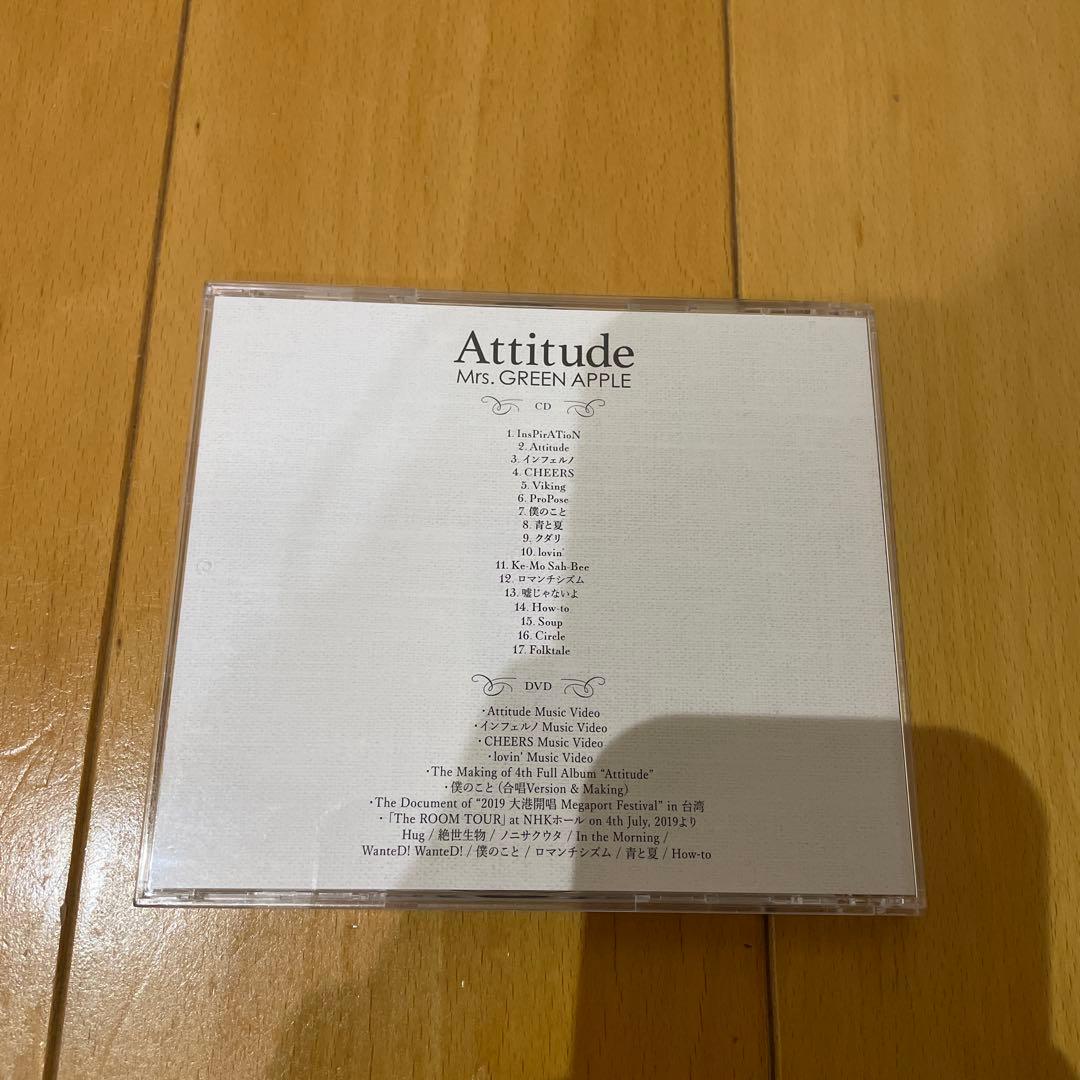 Attitude
Mrs. GREEN APPLE
CD
1. InsPirATioN
2. Attitude
3. インフェルノ
4. CHEERS
5. Viking
6. ProPose
7. 僕のこと
8. 青と夏
9. クダリ
10. lovin'
11. Ke-Mo Sah-Bee
12. ロマンチシズム
13. 嘘じゃないよ
14. How-to
15. Soup
16. Circle
17. Folktale
DVD
・Attitude Music Video
・インフェルノ Music Video
・CHEERS Music Video
・lovin' Music Video
・The Making of 4th Full Album “Attitude”
・僕のこと（合唱Version & Making）
・The Document of “2019 大港開唱 Megaport Festival” in 台湾
・「The ROOM TOUR」at NHKホール on 4th July, 2019より
Hug / 絶世生物 / ノニサクウタ / In the Morning /
WanteD! WanteD! / 僕のこと / ロマンチシズム / 青と夏 / How-to